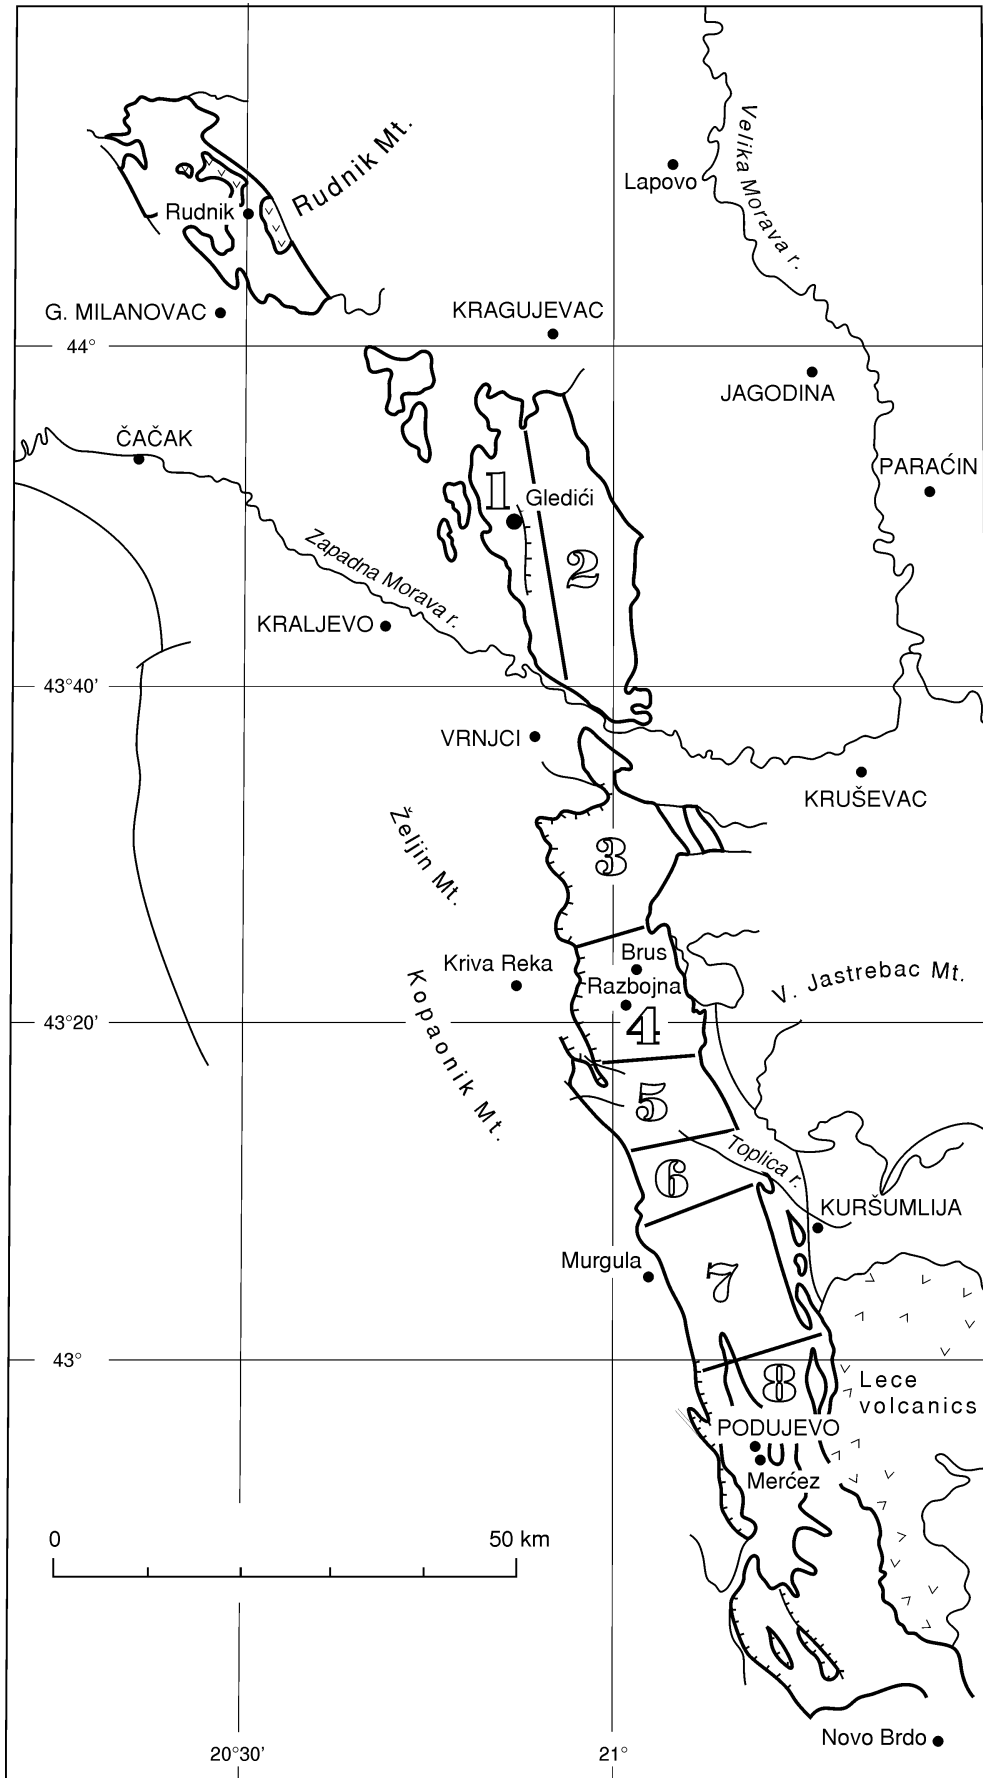 Rudnik Mt.
Velika Morava r.
Lapovo
Rudnik
G. MILANOVAC
KRAGUJEVAC
44°
JAGODINA
ČAČAK
PARAĆIN
1
Gledići
Zapadna Morava r.
2
KRALJEVO
43°40'
VRNJCI
KRUŠEVAC
Željin Mt.
3
Brus
Kriva Reka
Razbojna
V. Jastrebac Mt.
Kopaonik Mt.
43°20'
4
5
Toplica r.
6
KURŠUMLIJA
Murgula
7
43°
8
Lece
volcanics
PODUJEVO
Merćez
0
50 km
Novo Brdo
20°30'
21°